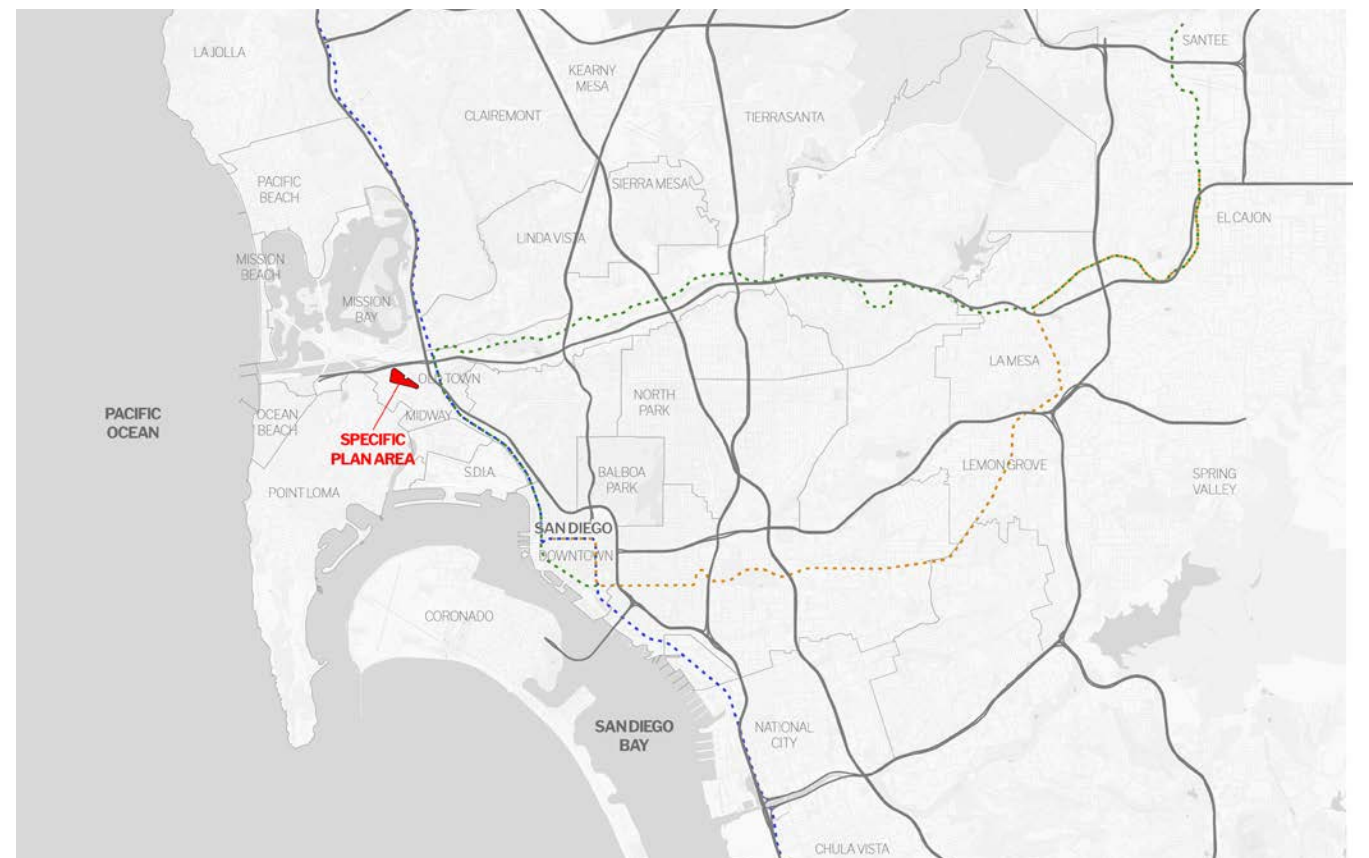 SANTEE
LA JOLLA
KEARNY
MESA
CLAIREMONT
TIERRASANTA
PACIFIC
BEACH
SIERRA MESA
EL CAJON
LINDA VISTA
MISSION
BEACH
MISSION
BAY
LA MESA
OLD TOWN
NORTH
PARK
PACIFIC
OCEAN
OCEAN
BEACH
MIDWAY
SPECIFIC
PLAN AREA
S.D.I.A.
BALBOA
PARK
LEMON GROVE
SPRING
VALLEY
POINT LOMA
SAN DIEGO
DOWNTOWN
CORONADO
SAN DIEGO
BAY
NATIONAL
CITY
CHULA VISTA